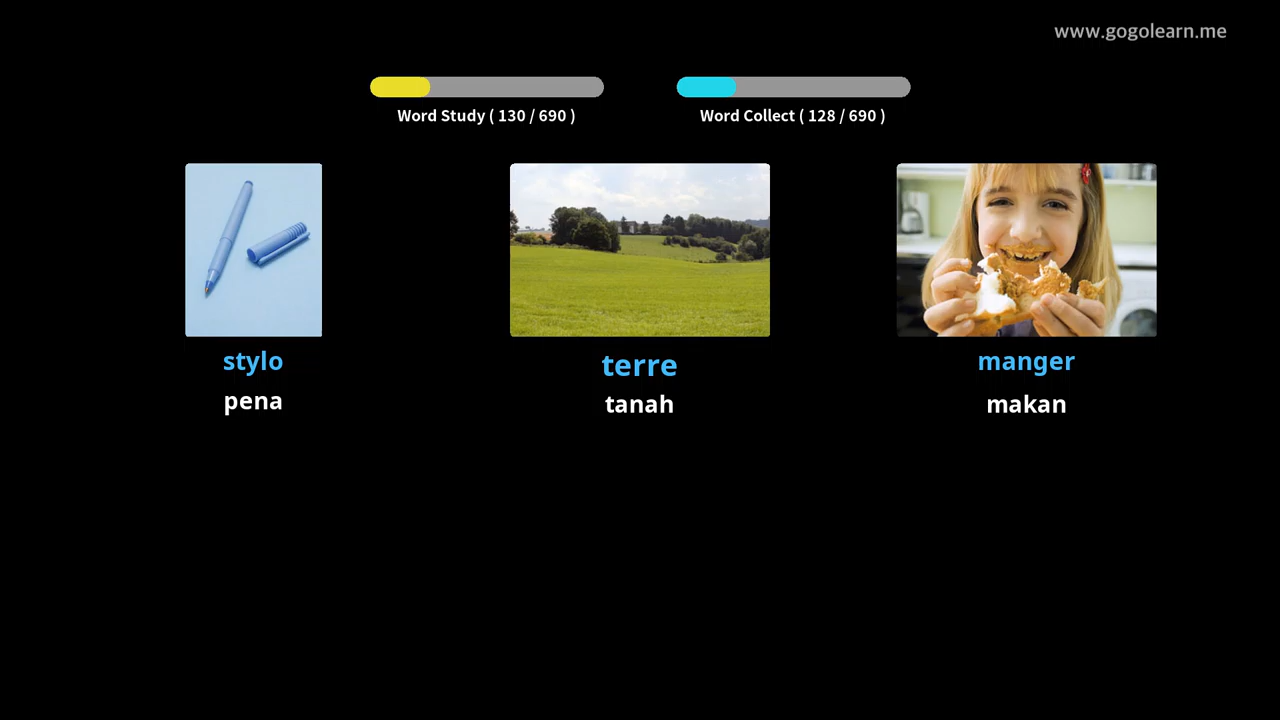 www.gogolearn.me
Word Study ( 130 / 690 )
Word Collect ( 128 / 690 )
stylo
terre
manger
pena
tanah
makan